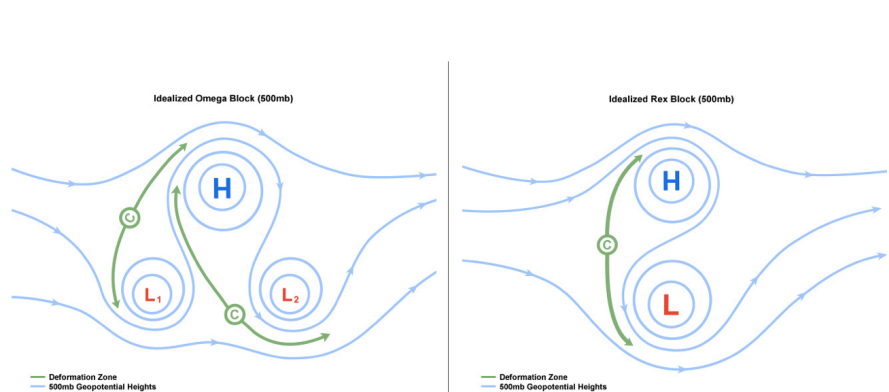 Idealized Omega Block (500mb)
H
C
L1
L2
C
Deformation Zone
500mb Geopotential Heights
Idealized Rex Block (500mb)
H
C
L
Deformation Zone
500mb Geopotential Heights